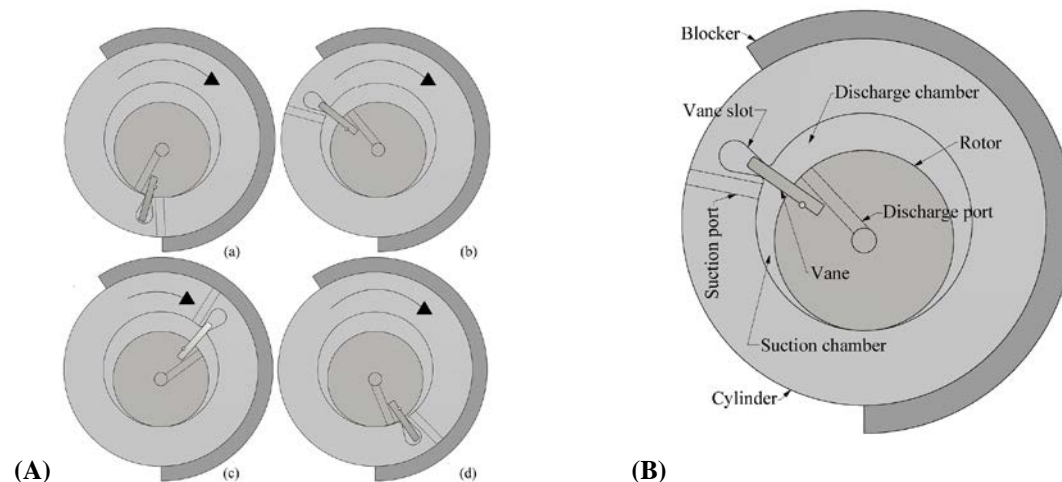 (a)
(b)
(c)
(d)
(A)
Blocker
Vane slot
Discharge chamber
Rotor
Suction port
Discharge port
Vane
Suction chamber
Cylinder
(B)